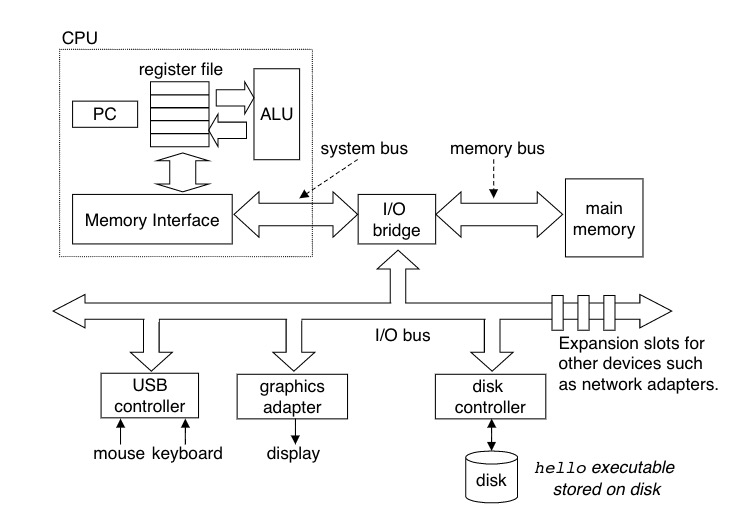 CPU
register file
PC
ALU
system bus
memory bus
Memory Interface
I/O
bridge
main
memory
I/O bus
Expansion slots for
other devices such
as network adapters.
USB
controller
graphics
adapter
disk
controller
mouse
keyboard
display
disk
hello executable
stored on disk